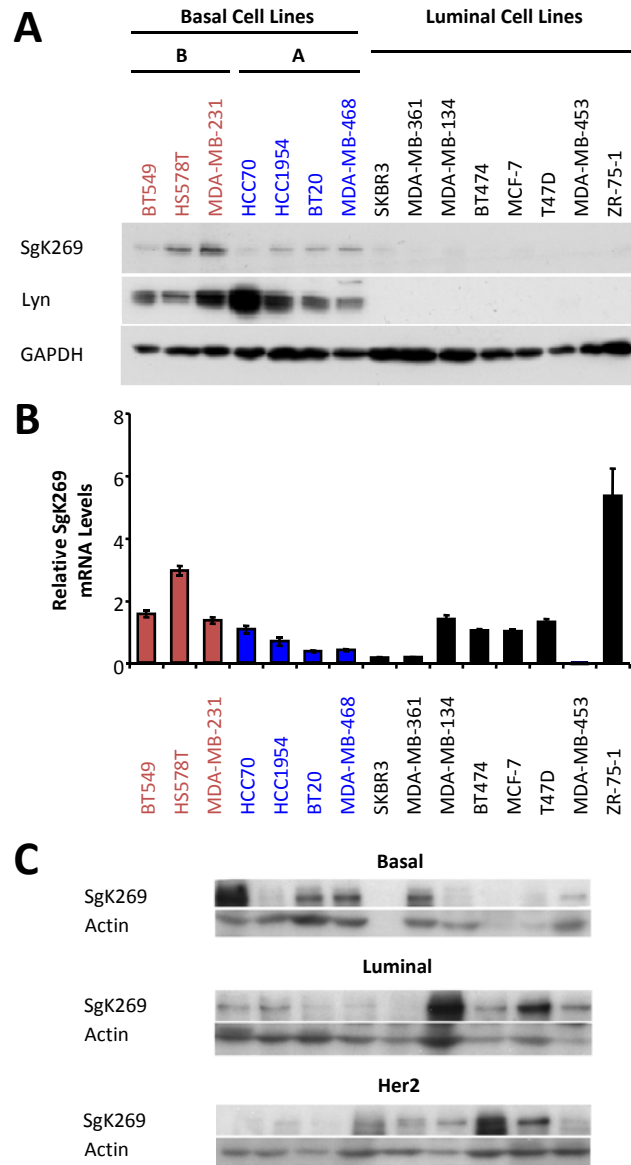 A
Basal Cell Lines
Luminal Cell Lines
B
A
BT549
HS578T
MDA-MB-231
HCC70
HCC1954
BT20
MDA-MB-468
SKBR3
MDA-MB-361
MDA-MB-134
BT474
MCF-7
T47D
MDA-MB-453
ZR-75-1
SgK269
Lyn
GAPDH
B
Relative SgK269
mRNA Levels
8
6
4
2
0
BT549
HS578T
MDA-MB-231
HCC70
HCC1954
BT20
MDA-MB-468
SKBR3
MDA-MB-361
MDA-MB-134
BT474
MCF-7
T47D
MDA-MB-453
ZR-75-1
C
Basal
SgK269
Actin
Luminal
SgK269
Actin
Her2
SgK269
Actin